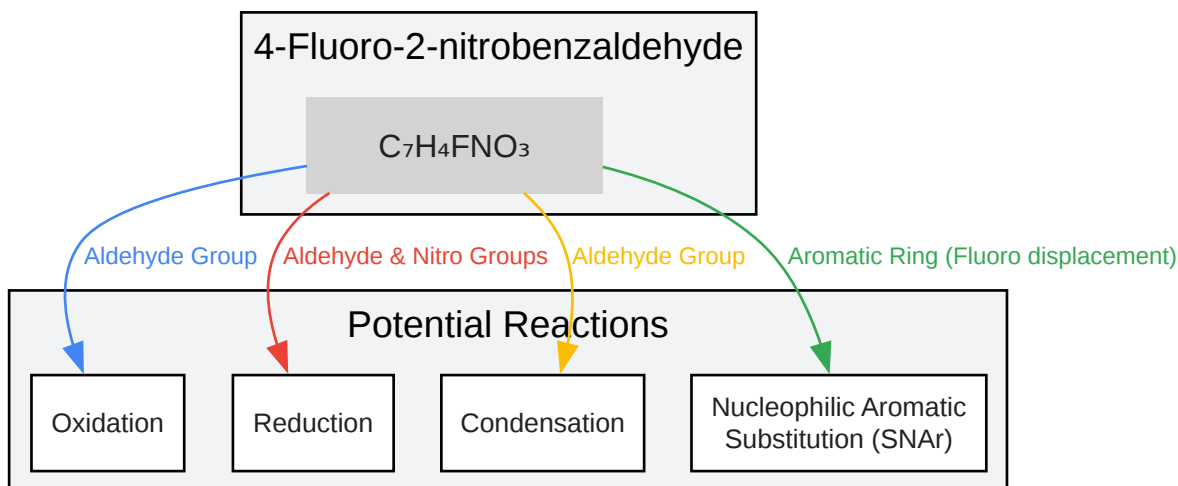 4-Fluoro-2-nitrobenzaldehyde
C₇H₄FNO₃
Aldehyde Group
Aldehyde & Nitro Groups
Aldehyde Group
Aromatic Ring (Fluoro displacement)
Potential Reactions
Oxidation
Reduction
Condensation
Nucleophilic Aromatic
Substitution (SNAr)